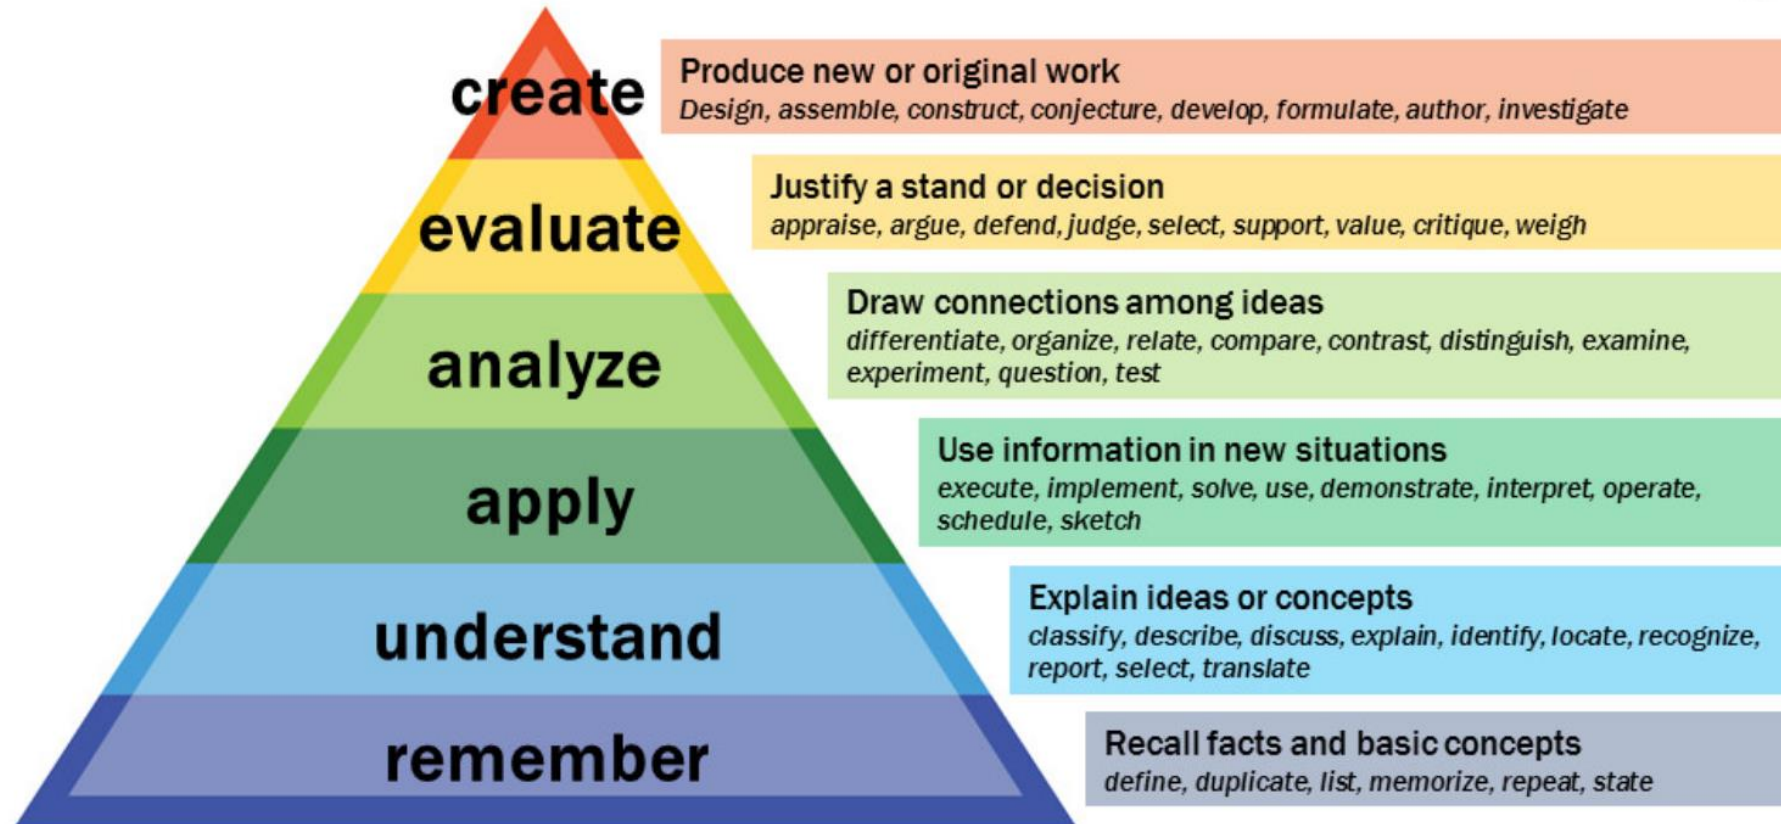 create
Produce new or original work
Design, assemble, construct, conjecture, develop, formulate, author, investigate
evaluate
Justify a stand or decision
appraise, argue, defend, judge, select, support, value, critique, weigh
analyze
Draw connections among ideas
differentiate, organize, relate, compare, contrast, distinguish, examine,
experiment, question, test
apply
Use information in new situations
execute, implement, solve, use, demonstrate, interpret, operate,
schedule, sketch
understand
Explain ideas or concepts
classify, describe, discuss, explain, identify, locate, recognize,
report, select, translate
remember
Recall facts and basic concepts
define, duplicate, list, memorize, repeat, state